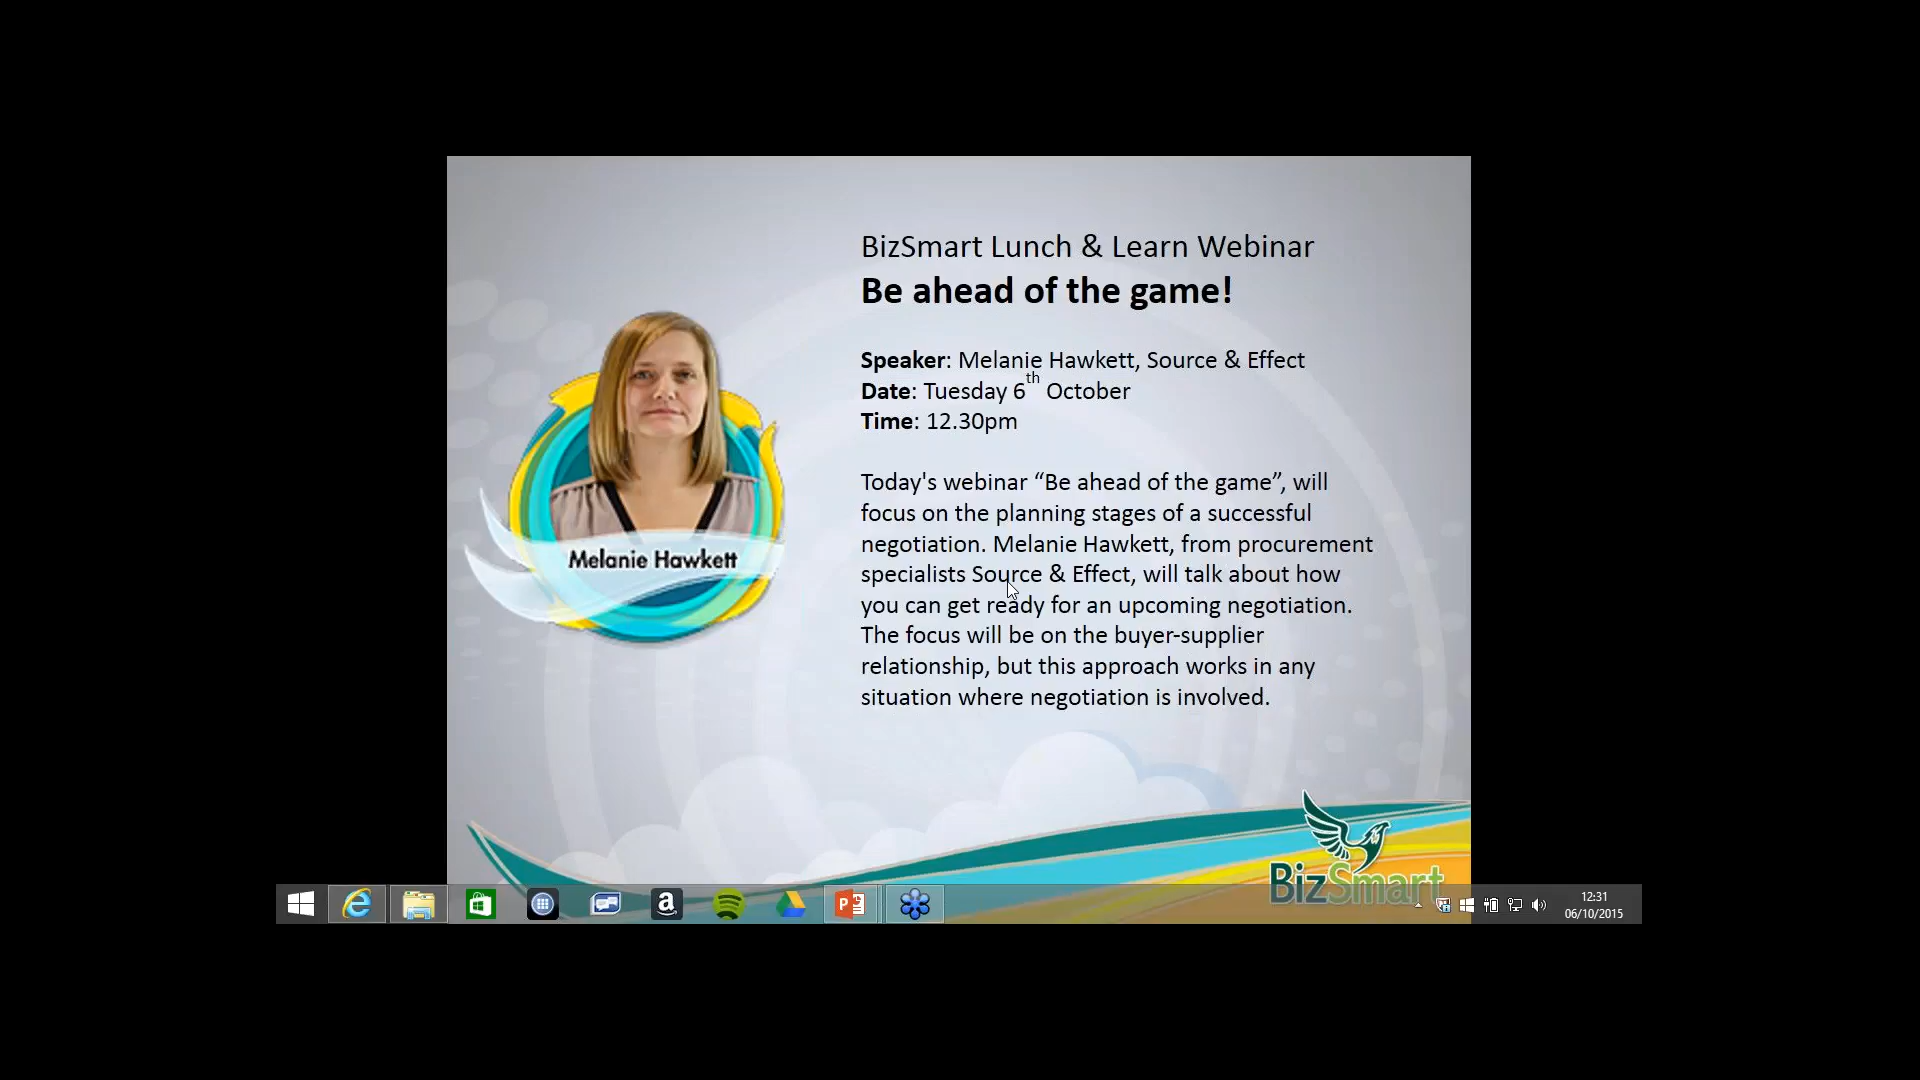 BizSmart Lunch & Learn Webinar
Be ahead of the game!
Speaker: Melanie Hawkett, Source & Effect
Date: Tuesday 6th October
Time: 12.30pm
Today's webinar “Be ahead of the game”, will
focus on the planning stages of a successful
negotiation. Melanie Hawkett, from procurement
specialists Source & Effect, will talk about how
you can get ready for an upcoming negotiation.
The focus will be on the buyer-supplier
relationship, but this approach works in any
situation where negotiation is involved.
Melanie Hawkett
BizSmart
12:31
06/10/2015